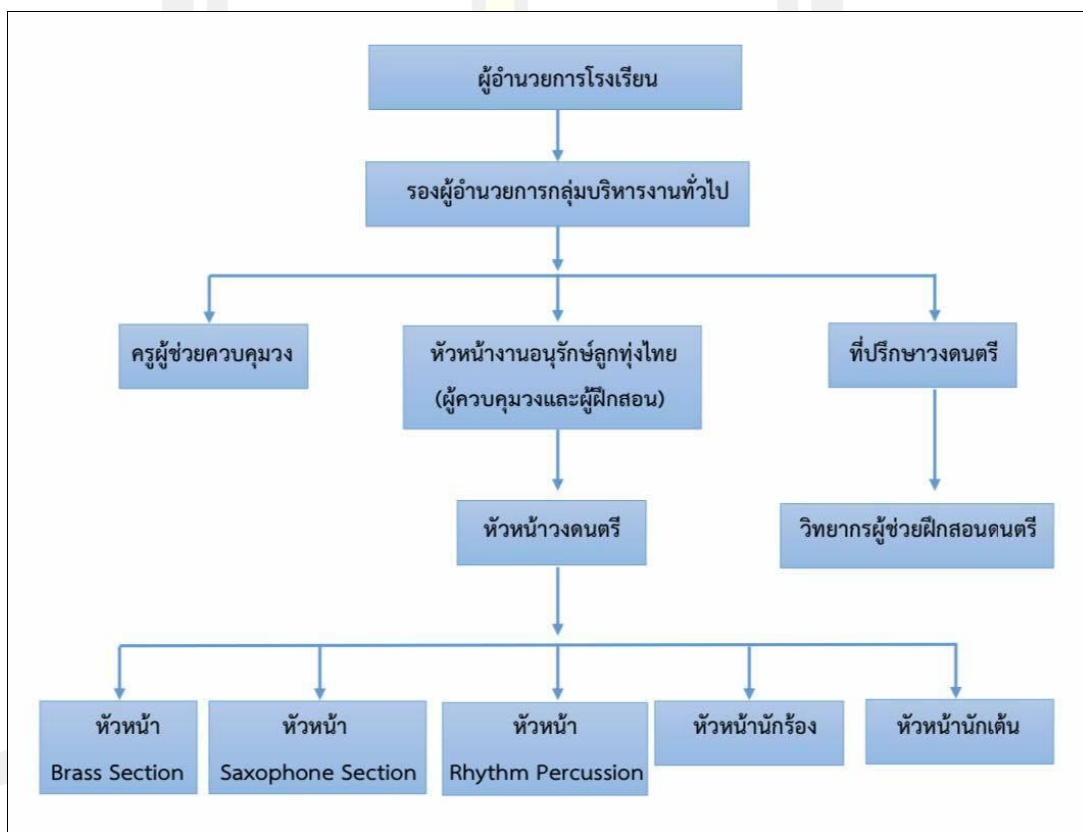 ผู้อำนวยการโรงเรียน
รองผู้อำนวยการกลุ่มบริหารงานทั่วไป
ครูผู้ช่วยควบคุมวง
หัวหน้างานอนุรักษ์ลูกทุ่งไทย
(ผู้ควบคุมวงและผู้ฝึกสอน)
ที่ปรึกษาวงดนตรี
หัวหน้าวงดนตรี
วิทยากรผู้ช่วยฝึกสอนดนตรี
หัวหน้า
Brass Section
หัวหน้า
Saxophone Section
หัวหน้า
Rhythm Percussion
หัวหน้านักร้อง
หัวหน้านักเต้น